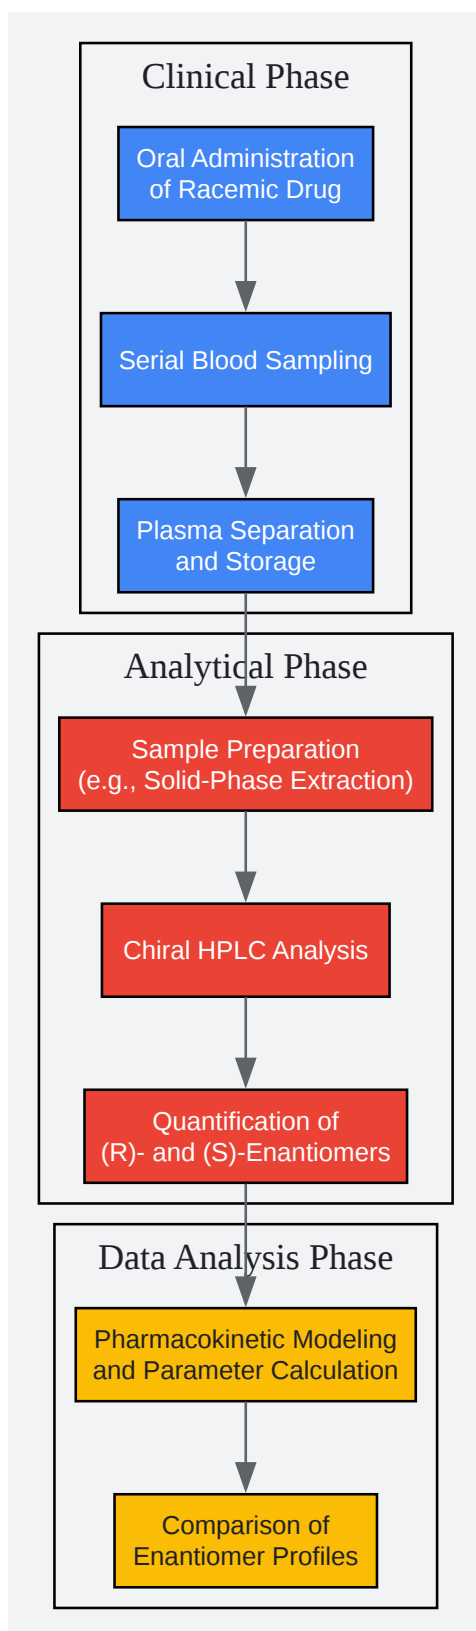 Clinical Phase
Oral Administration
of Racemic Drug
Serial Blood Sampling
Plasma Separation
and Storage
Analytical Phase
Sample Preparation
(e.g., Solid-Phase Extraction)
Chiral HPLC Analysis
Quantification of
(R)- and (S)-Enantiomers
Data Analysis Phase
Pharmacokinetic Modeling
and Parameter Calculation
Comparison of
Enantiomer Profiles